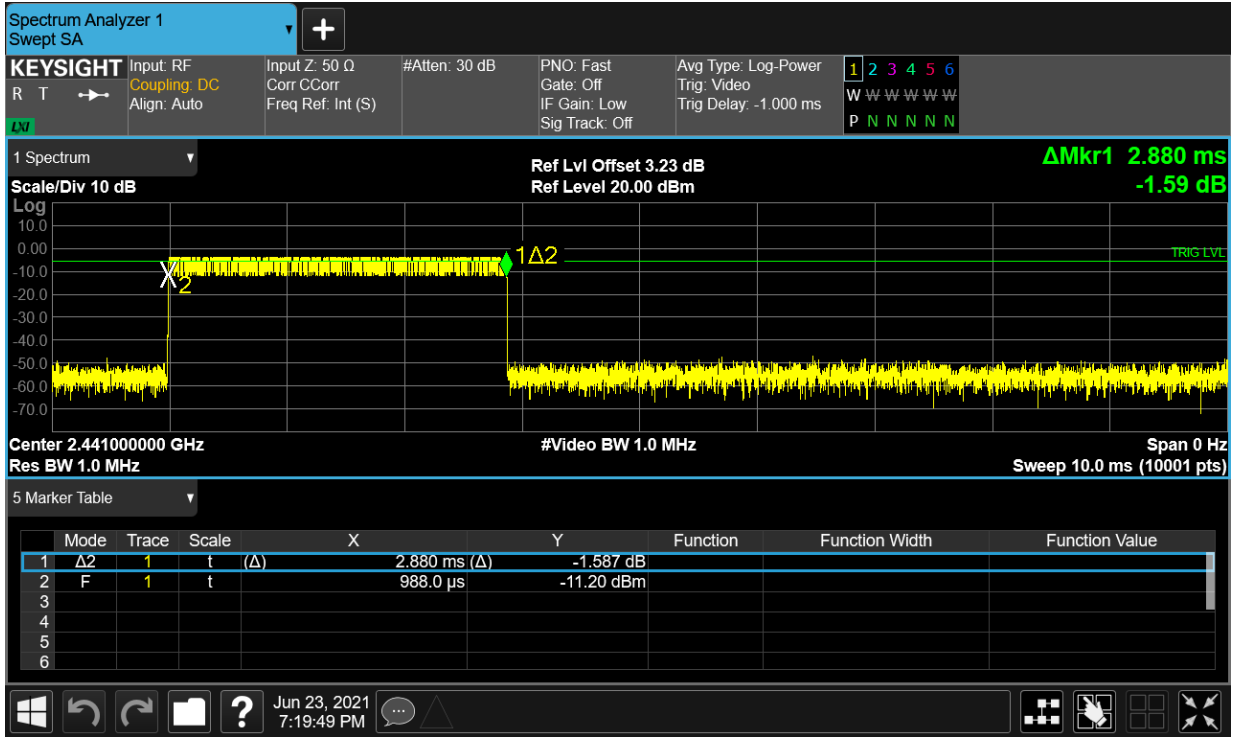 Spectrum Analyzer 1
Swept SA
KEYSIGHT
R T
LXI
Input: RF
Coupling: DC
Align: Auto
Input Z: 50 Ω
Corr CCorr
Freq Ref: Int (S)
#Atten: 30 dB
PNO: Fast
Gate: Off
IF Gain: Low
Sig Track: Off
Avg Type: Log-Power
Trig: Video
Trig Delay: -1.000 ms
1 2 3 4 5 6
W W W W W W
P N N N N N
1 Spectrum
Scale/Div 10 dB
Ref Lvl Offset 3.23 dB
Ref Level 20.00 dBm
ΔMkr1 2.880 ms
-1.59 dB
Log
10.0
0.00
-10.0
-20.0
-30.0
-40.0
-50.0
-60.0
-70.0
2
1Δ2
TRIG LVL
Center 2.441000000 GHz
#Video BW 1.0 MHz
Span 0 Hz
Res BW 1.0 MHz
Sweep 10.0 ms (10001 pts)
5 Marker Table
Mode Trace Scale X Y Function Function Width Function Value
1 Δ2 1 t (Δ) 2.880 ms (Δ) -1.587 dB
2 F 1 t 988.0 µs -11.20 dBm
3
4
5
6
?
Jun 23, 2021
7:19:49 PM